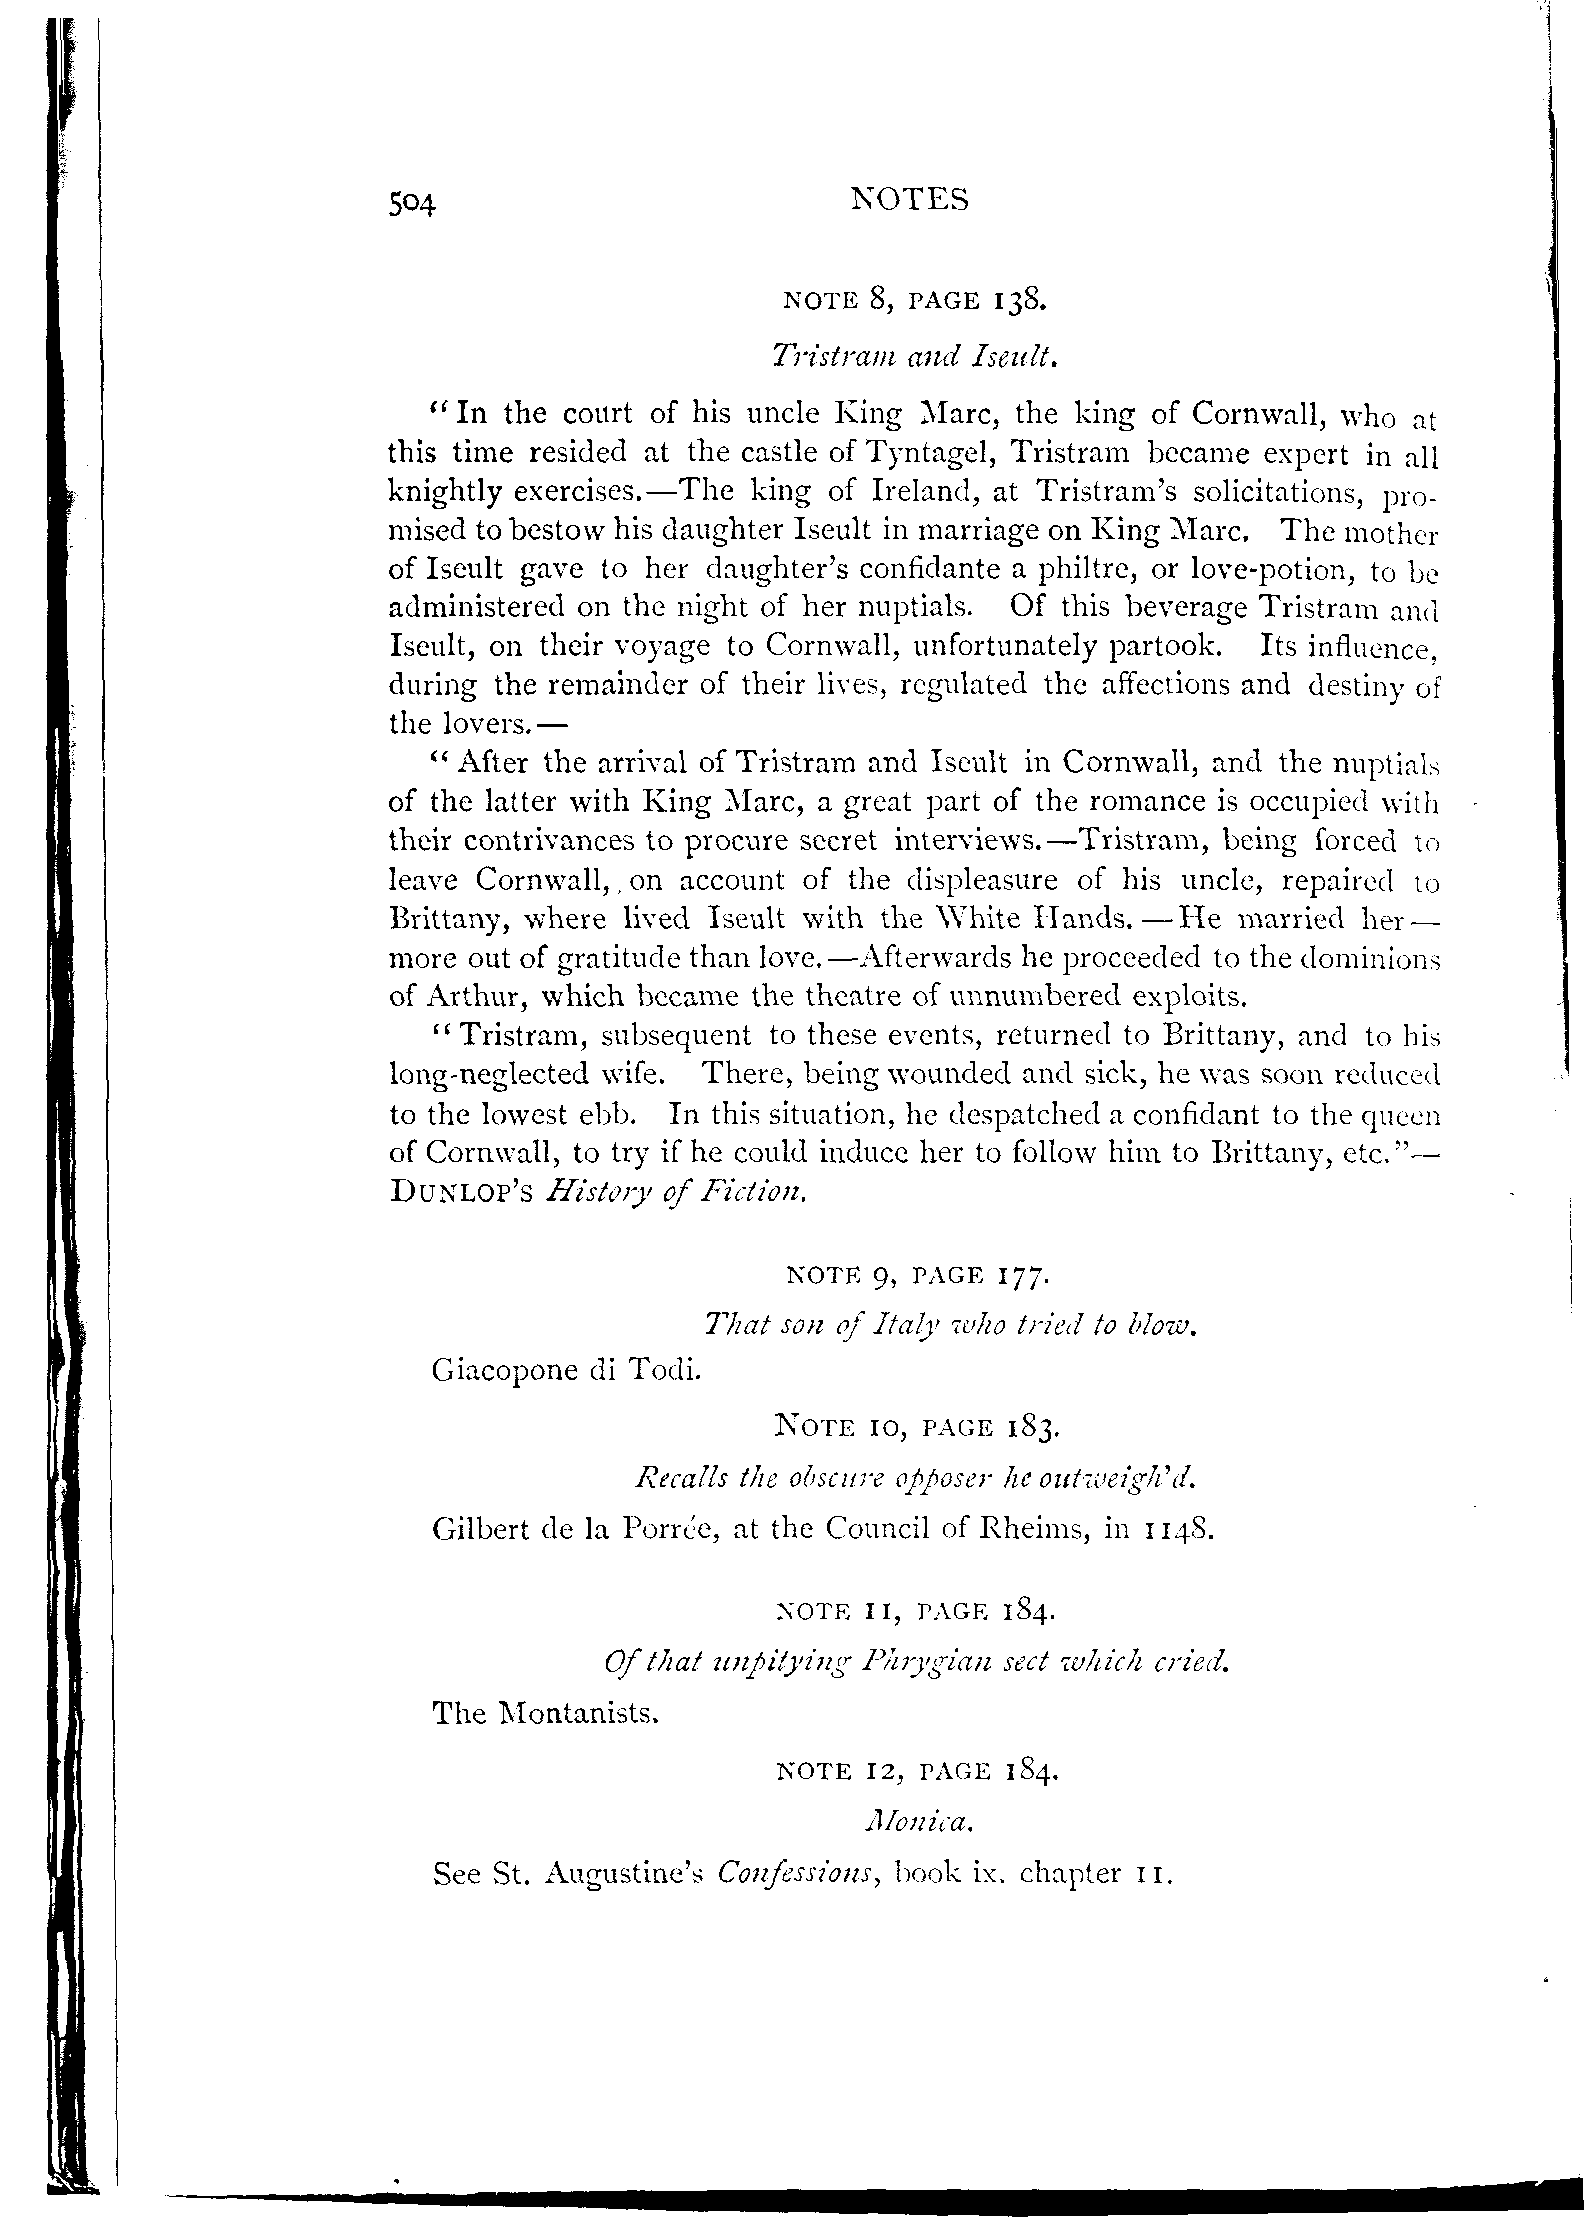 504 NOTES
NOTE 8, PAGE 138.
Tristram and Iseult.
“In the court of his uncle King Marc, the king of Cornwall, who at
this time resided at the castle of Tyntagel, Tristram became expert in all
knightly exercises.—The king of Ireland, at Tristram’s solicitations, pro-
mised to bestow his daughter Iseult in marriage on King Marc. The mother
of Iseult gave to her daughter’s confidante a philtre, or love-potion, to be
administered on the night of her nuptials. Of this beverage Tristram and
Iseult, on their voyage to Cornwall, unfortunately partook. Its influence,
during the remainder of their lives, regulated the affections and destiny of
the lovers.—
“After the arrival of Tristram and Iseult in Cornwall, and the nuptials
of the latter with King Marc, a great part of the romance is occupied with
their contrivances to procure secret interviews.—Tristram, being forced to
leave Cornwall, on account of the displeasure of his uncle, repaired to
Brittany, where lived Iseult with the White Hands.—He married her—
more out of gratitude than love.—Afterwards he proceeded to the dominions
of Arthur, which became the theatre of unnumbered exploits.
“Tristram, subsequent to these events, returned to Brittany, and to his
long-neglected wife. There, being wounded and sick, he was soon reduced
to the lowest ebb. In this situation, he despatched a confidant to the queen
of Cornwall, to try if he could induce her to follow him to Brittany, etc.”—
DUNLOP’S History of Fiction.
NOTE 9, PAGE 177.
That son of Italy who tried to blow.
Giacopone di Todi.
NOTE 10, PAGE 183.
Recalls the obscure opposer he outweigh’d.
Gilbert de la Porrée, at the Council of Rheims, in 1148.
NOTE 11, PAGE 184.
Of that unpitying Phrygian sect which cried.
The Montanists.
NOTE 12, PAGE 184.
Monica.
See St. Augustine’s Confessions, book ix. chapter 11.